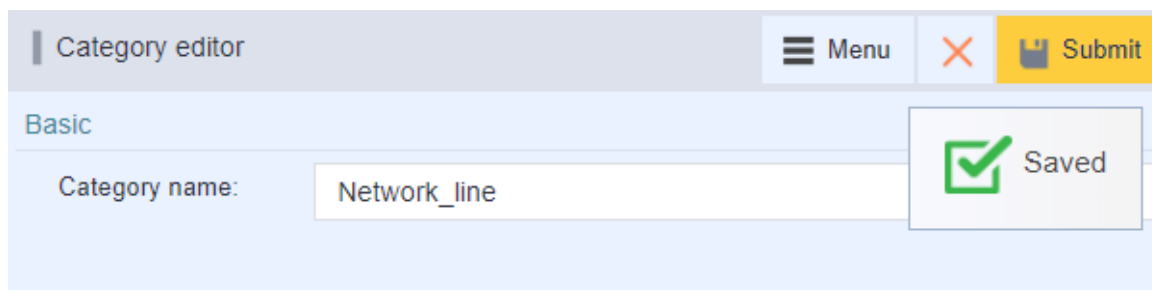 Category editor
Menu
Submit
Basic
Saved
Category name:
Network_line